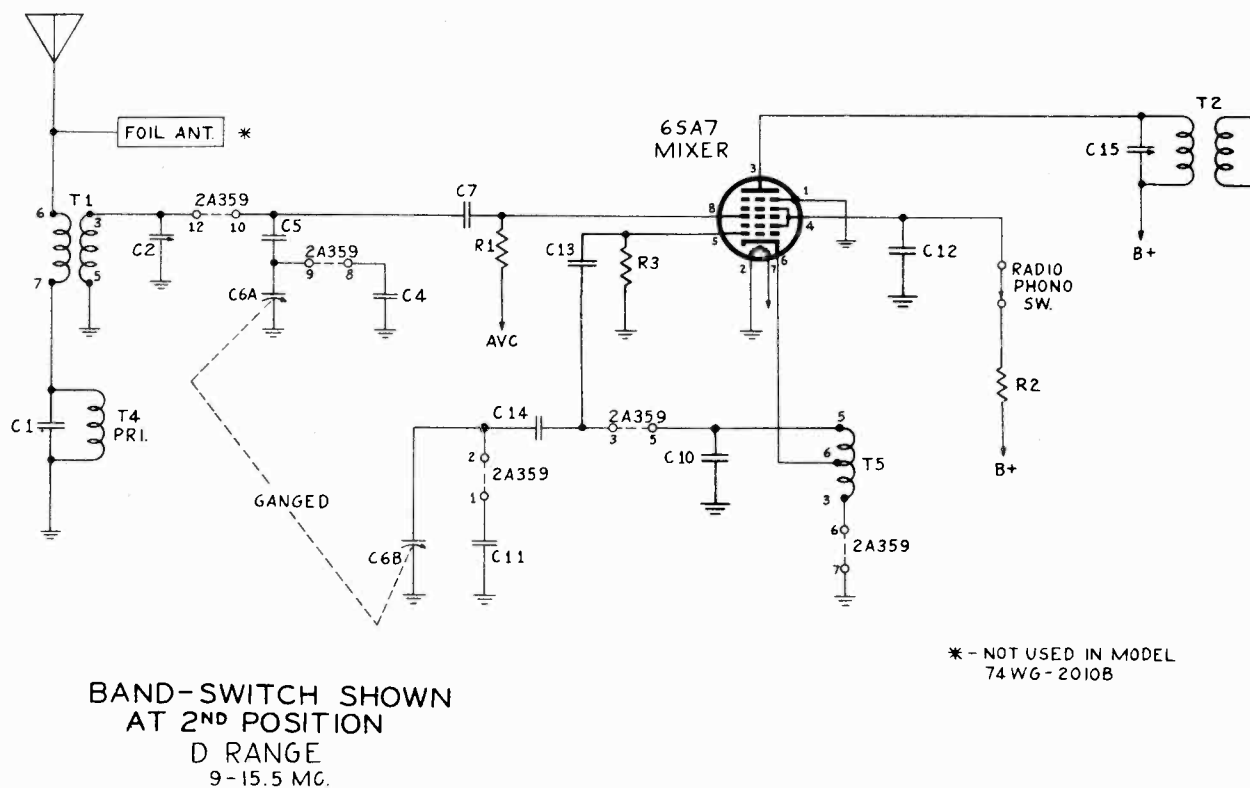 FOIL ANT. *
6SA7
MIXER
T2
C15
B+
T1
6
3
7
5
2A359
12 10
C2
C5
2A359
9 8
C6A
C4
C7
R1
AVC
C13
R3
3
1
8
5
4
2
7
6
C12
RADIO
PHONO
SW.
R2
B+
C1
T4
PRI.
GANGED
C14
2A359
3 5
2
2A359
1
C6B
C11
C10
5
6
T5
3
6
2A359
7
* - NOT USED IN MODEL
74WG-2010B
BAND-SWITCH SHOWN
AT 2ND POSITION
D RANGE
9-15.5 MC.